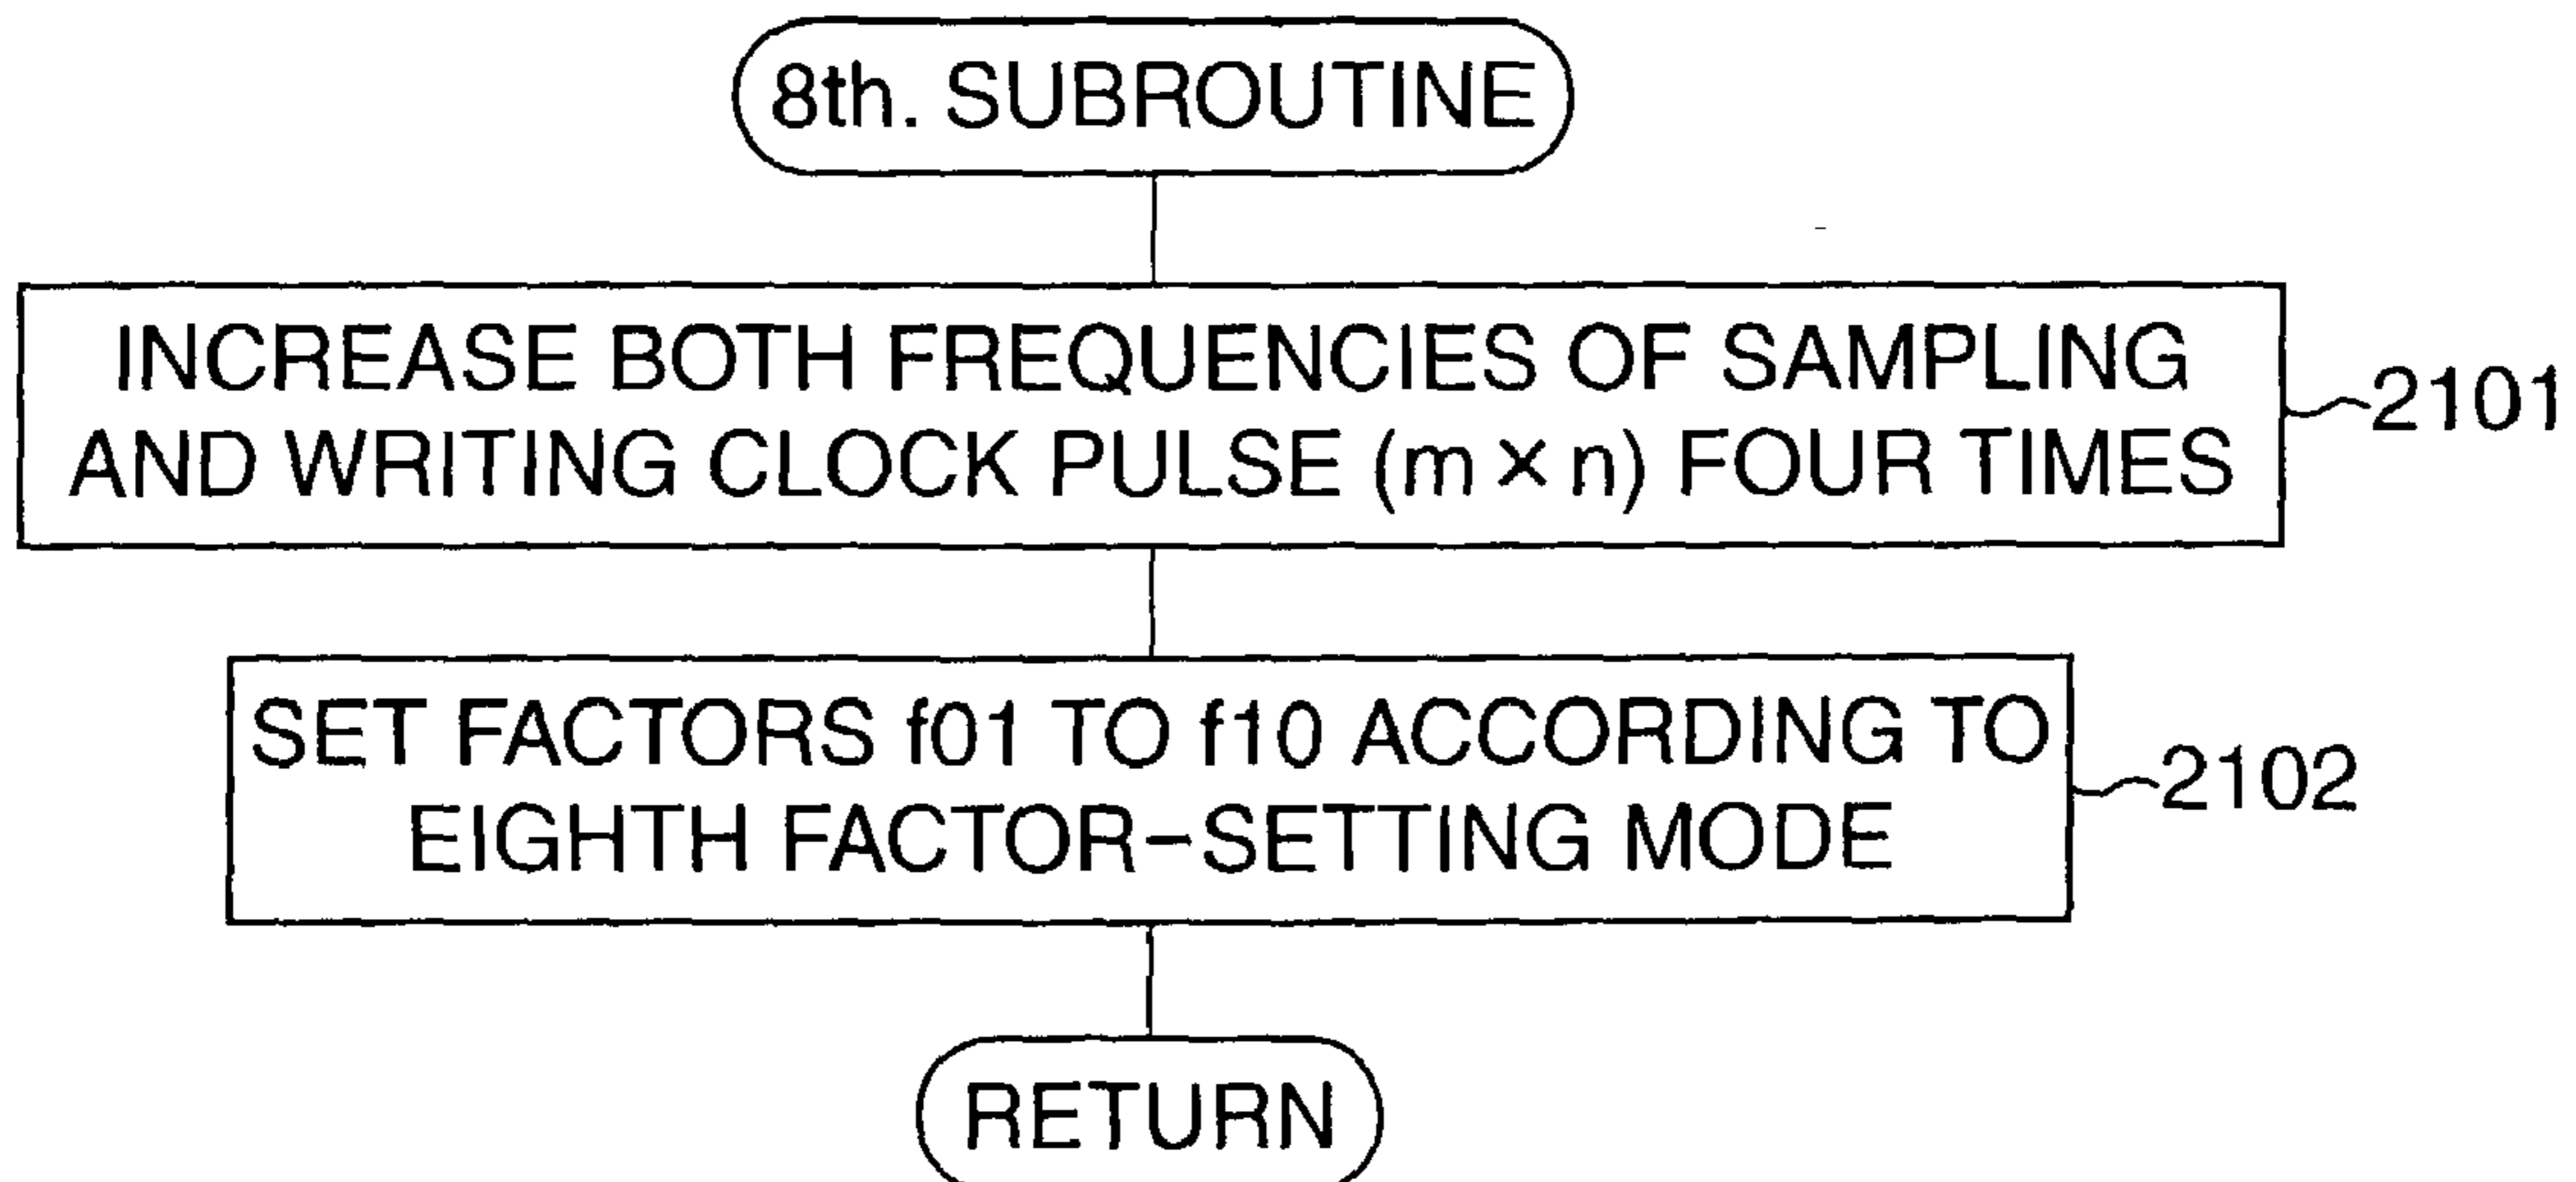 8th. SUBROUTINE
INCREASE BOTH FREQUENCIES OF SAMPLING
AND WRITING CLOCK PULSE (m × n) FOUR TIMES
2101
SET FACTORS f01 TO f10 ACCORDING TO
EIGHTH FACTOR-SETTING MODE
2102
RETURN